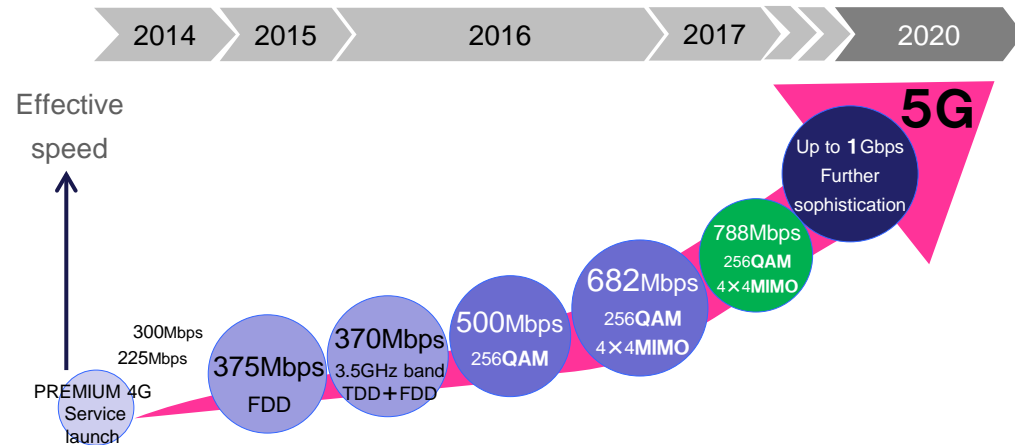 2014
2015
2016
2017
2020
Effective
speed
5G
Up to 1Gbps
Further
sophistication
788Mbps
256QAM
4×4MIMO
682Mbps
256QAM
4×4MIMO
500Mbps
256QAM
370Mbps
3.5GHz band
TDD+FDD
375Mbps
FDD
300Mbps
225Mbps
PREMIUM 4G
Service
launch